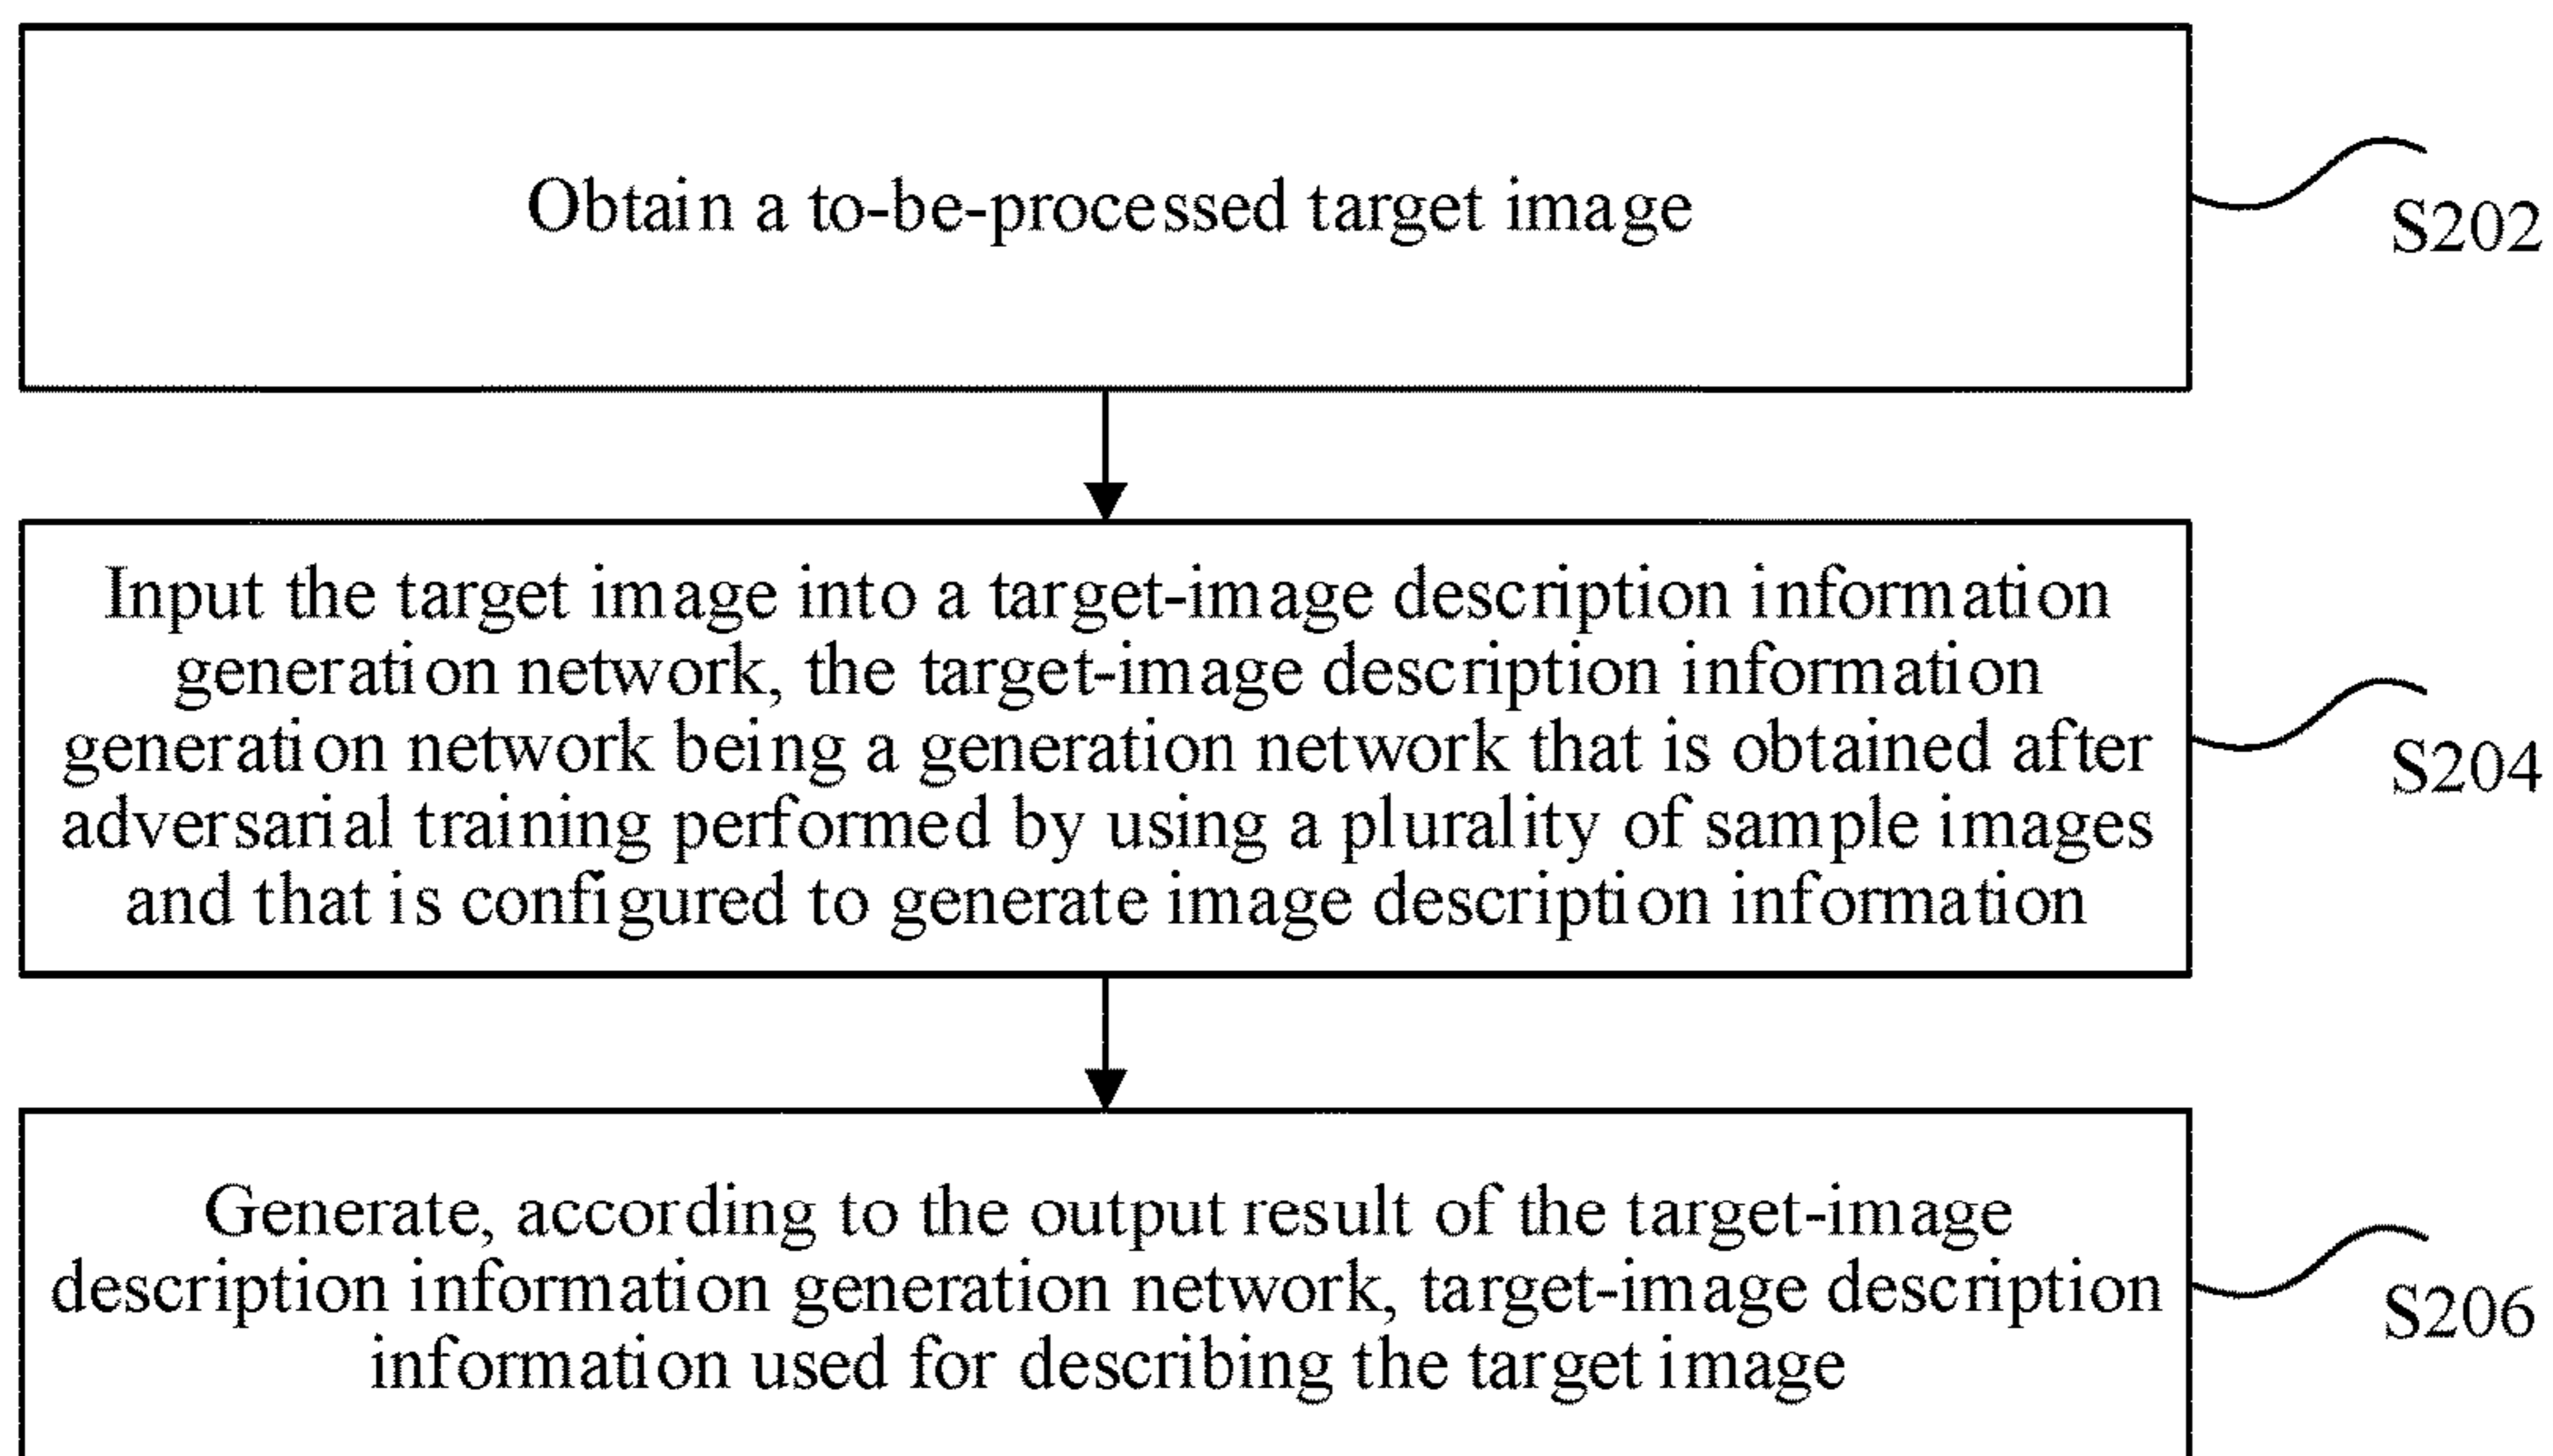 Obtain a to-be-processed target image
S202
Input the target image into a target-image description information
generation network, the target-image description information
generation network being a generation network that is obtained after
adversarial training performed by using a plurality of sample images
and that is configured to generate image description information
S204
Generate, according to the output result of the target-image
description information generation network, target-image description
information used for describing the target image
S206